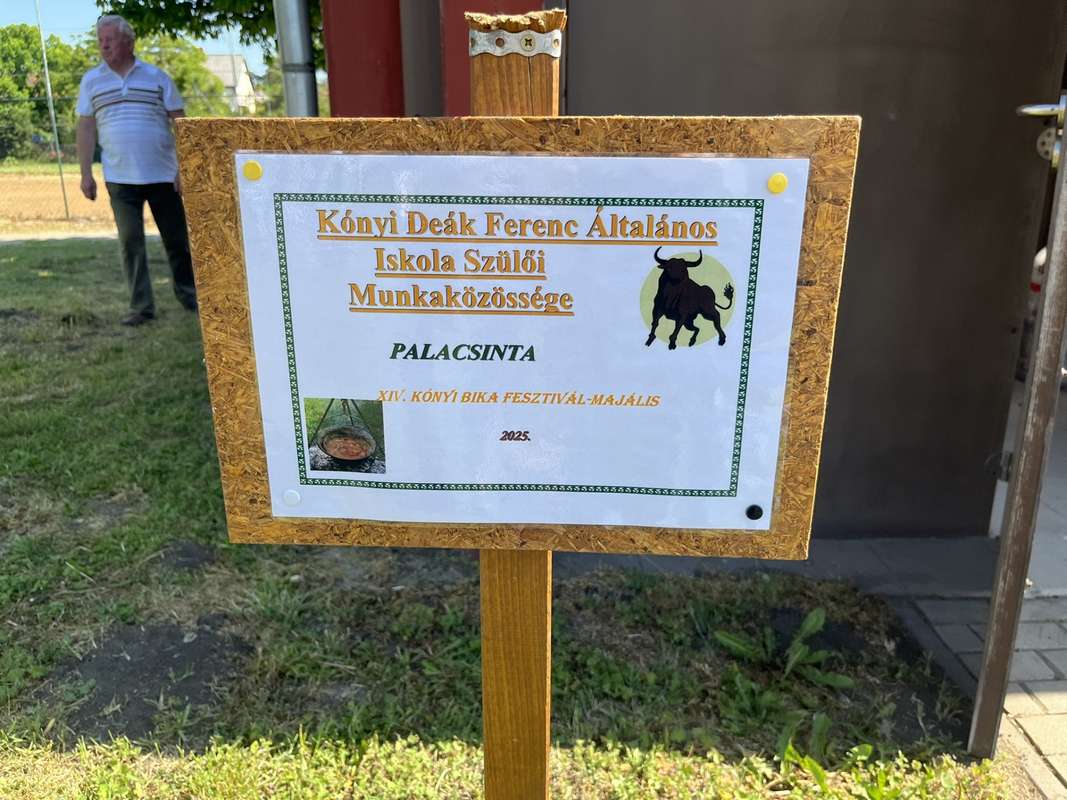 Kónyi Deák Ferenc Általános
Iskola Szülői
Munkaközössége
PALACSINTA
XIV. KÓNYI BIKA FESZTIVÁL-MAJÁLIS
2025.